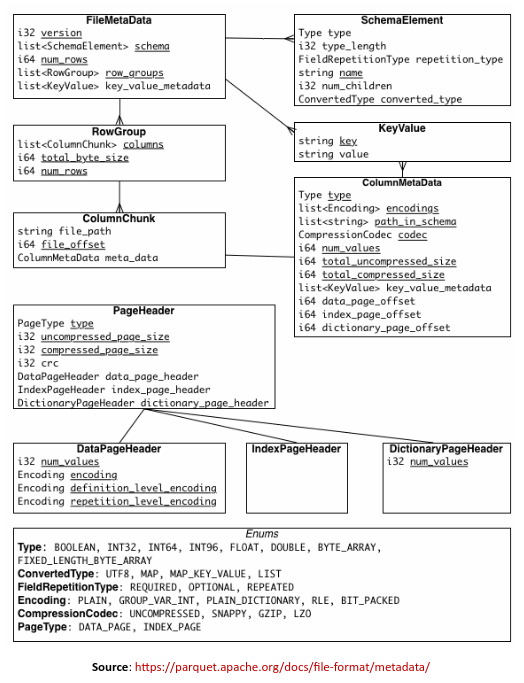 FileMetaData
i32 version
list<SchemaElement> schema
i64 num_rows
list<RowGroup> row_groups
list<KeyValue> key_value_metadata
SchemaElement
Type type
i32 type_length
FieldRepetitionType repetition_type
string name
i32 num_children
ConvertedType converted_type
RowGroup
list<ColumnChunk> columns
i64 total_byte_size
i64 num_rows
KeyValue
string key
string value
ColumnChunk
string file_path
i64 file_offset
ColumnMetaData meta_data
ColumnMetaData
Type type
list<Encoding> encodings
list<string> path_in_schema
CompressionCodec codec
i64 num_values
i64 total_uncompressed_size
i64 total_compressed_size
list<KeyValue> key_value_metadata
i64 data_page_offset
i64 index_page_offset
i64 dictionary_page_offset
PageHeader
PageType type
i32 uncompressed_page_size
i32 compressed_page_size
i32 crc
DataPageHeader data_page_header
IndexPageHeader index_page_header
DictionaryPageHeader dictionary_page_header
DataPageHeader
i32 num_values
Encoding encoding
Encoding definition_level_encoding
Encoding repetition_level_encoding
IndexPageHeader
DictionaryPageHeader
i32 num_values
Enums
Type: BOOLEAN, INT32, INT64, INT96, FLOAT, DOUBLE, BYTE_ARRAY,
FIXED_LENGTH_BYTE_ARRAY
ConvertedType: UTF8, MAP, MAP_KEY_VALUE, LIST
FieldRepetitionType: REQUIRED, OPTIONAL, REPEATED
Encoding: PLAIN, GROUP_VAR_INT, PLAIN_DICTIONARY, RLE, BIT_PACKED
CompressionCodec: UNCOMPRESSED, SNAPPY, GZIP, LZO
PageType: DATA_PAGE, INDEX_PAGE
Source: https://parquet.apache.org/docs/file-format/metadata/